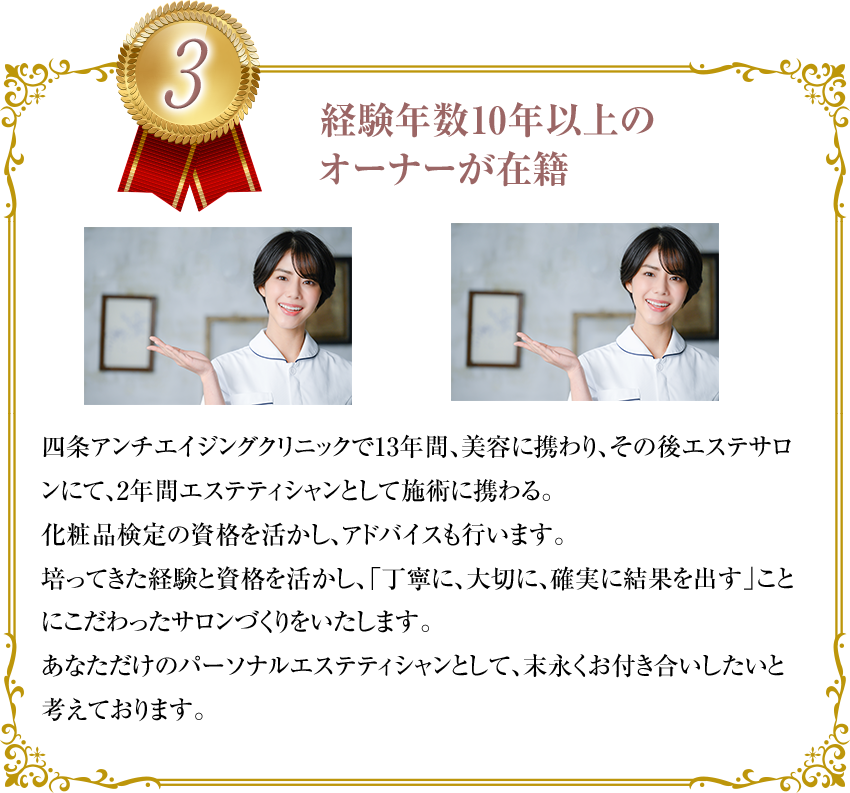 3
経験年数10年以上の
オーナーが在籍
四条アンチエイジングクリニックで13年間、美容に携わり、その後エステサロ
ンにて、2年間エステティシャンとして施術に携わる。
化粧品検定の資格を活かし、アドバイスも行います。
培ってきた経験と資格を活かし、「丁寧に、大切に、確実に結果を出す」こと
にこだわったサロンづくりをいたします。
あなただけのパーソナルエステティシャンとして、末永くお付き合いしたいと
考えております。